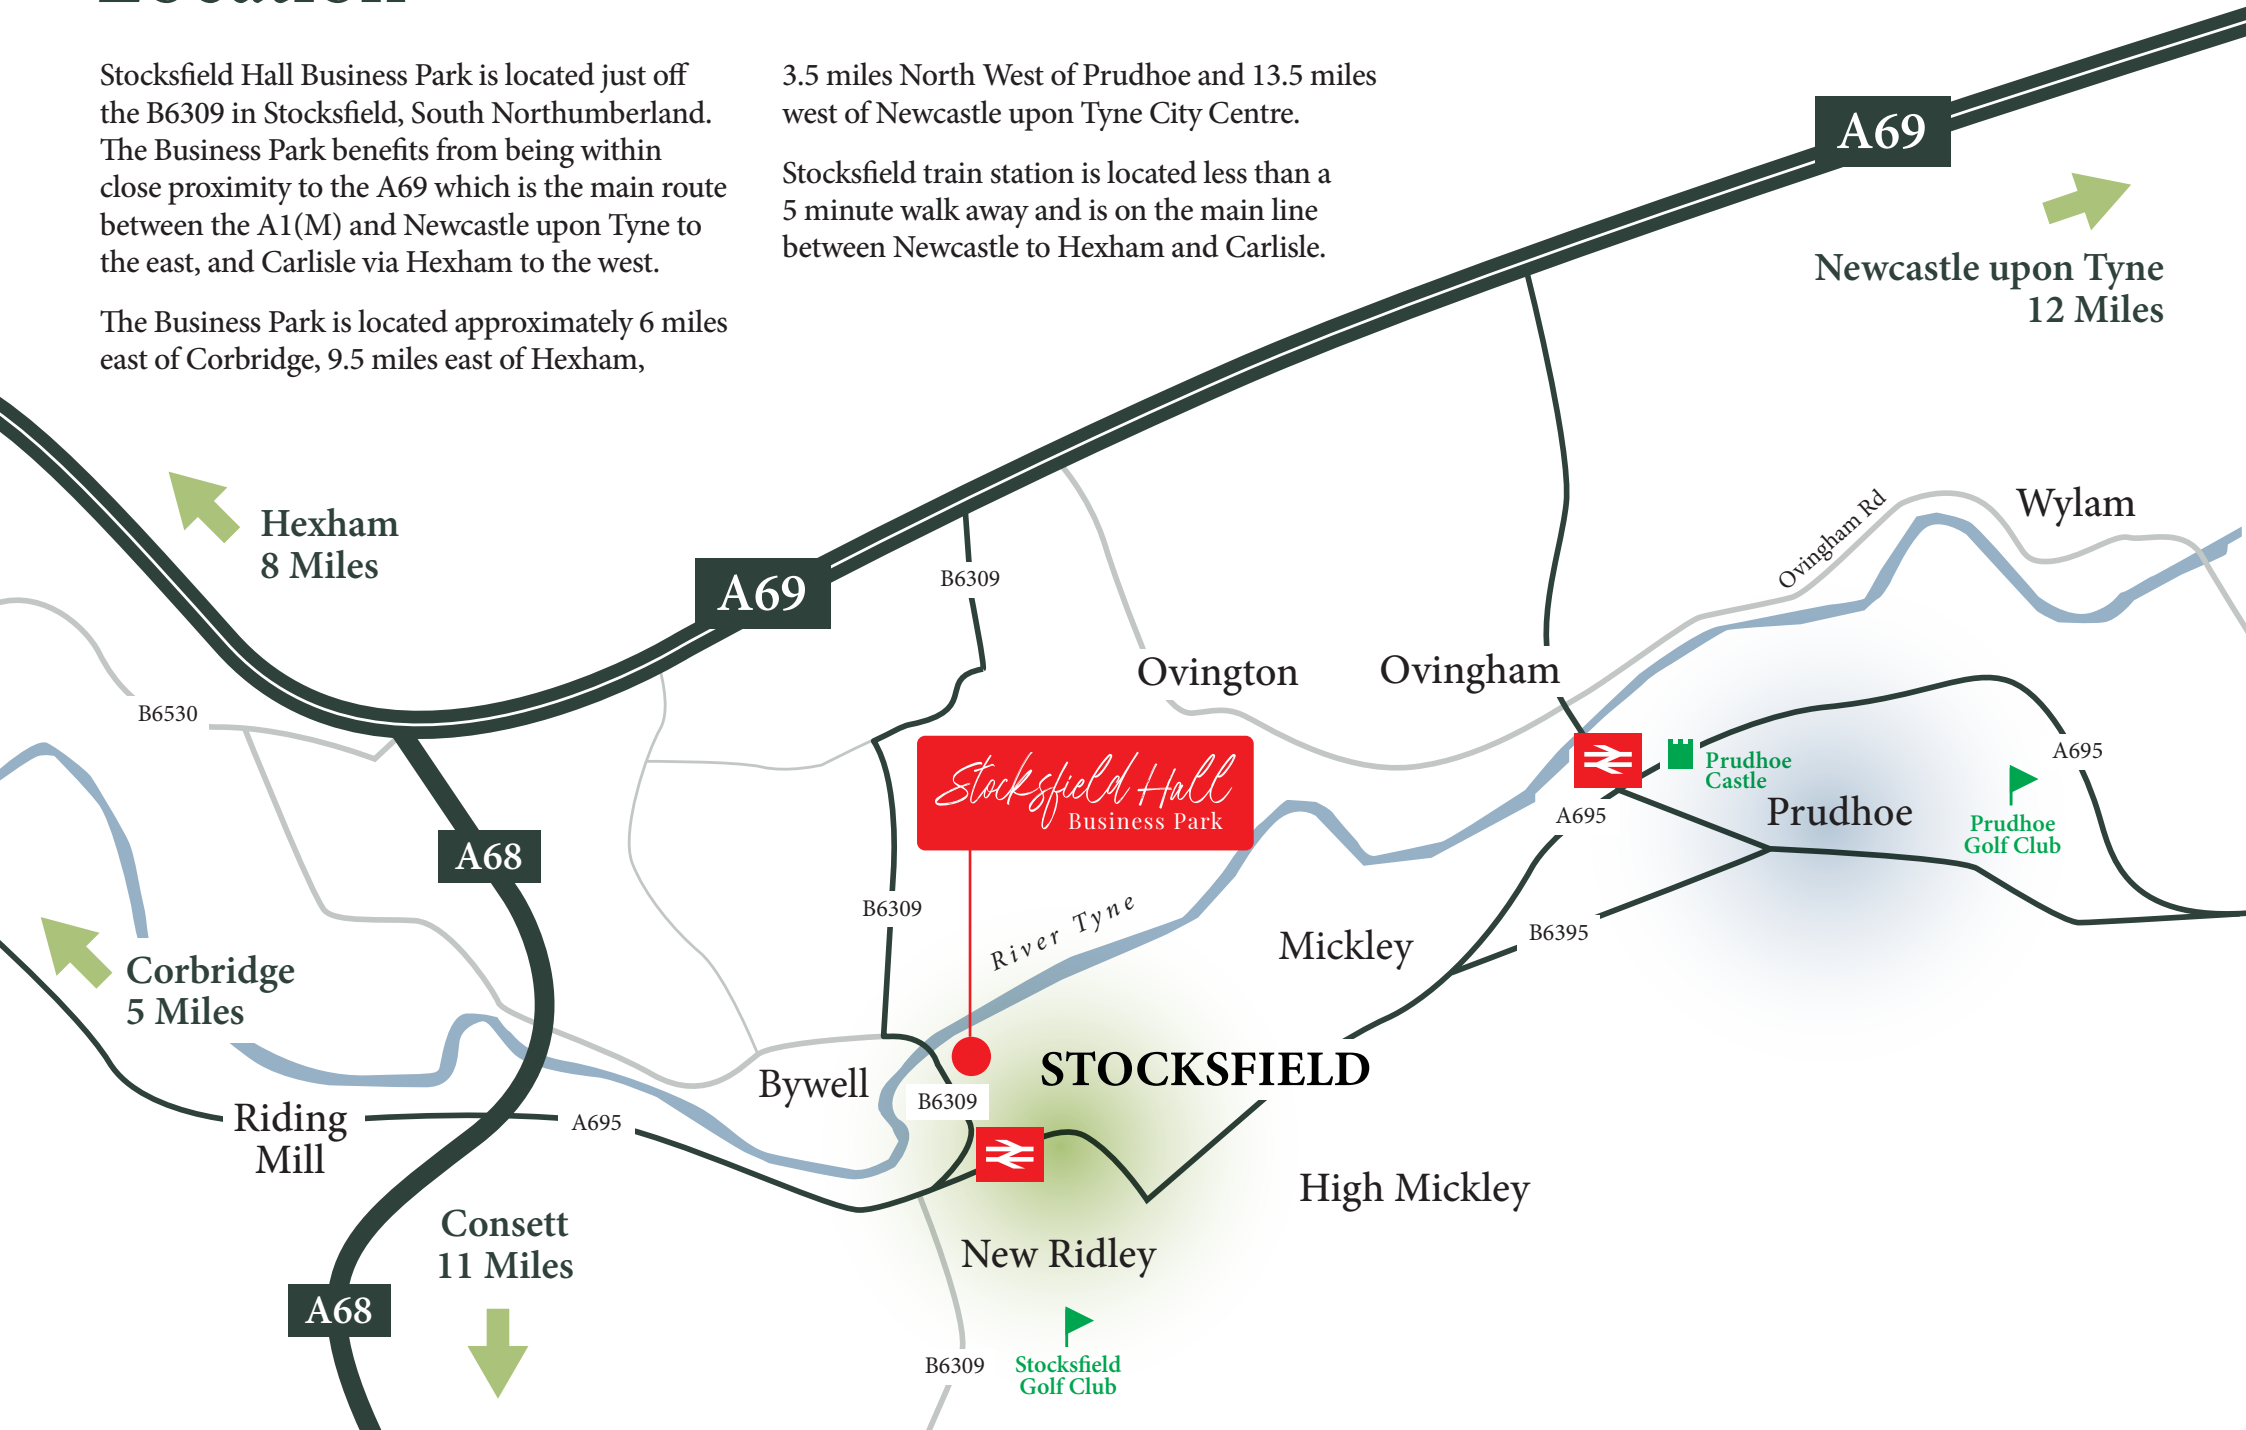 Location
Stocksfield Hall Business Park is located just off
the B6309 in Stocksfield, South Northumberland.
The Business Park benefits from being within
close proximity to the A69 which is the main route
between the A1(M) and Newcastle upon Tyne to
the east, and Carlisle via Hexham to the west.
The Business Park is located approximately 6 miles
east of Corbridge, 9.5 miles east of Hexham,
3.5 miles North West of Prudhoe and 13.5 miles
west of Newcastle upon Tyne City Centre.
Stocksfield train station is located less than a
5 minute walk away and is on the main line
between Newcastle to Hexham and Carlisle.
A69
Newcastle upon Tyne
12 Miles
Hexham
8 Miles
A69
B6309
Ovingham Rd
Wylam
Ovington
Ovingham
B6530
Prudhoe
Castle
A695
Stocksfield Hall
Business Park
A695
Prudhoe
Prudhoe
Golf Club
A68
B6309
River Tyne
Mickley
B6395
Corbridge
5 Miles
STOCKSFIELD
Bywell
B6309
Riding
Mill
A695
High Mickley
Consett
11 Miles
New Ridley
A68
B6309
Stocksfield
Golf Club